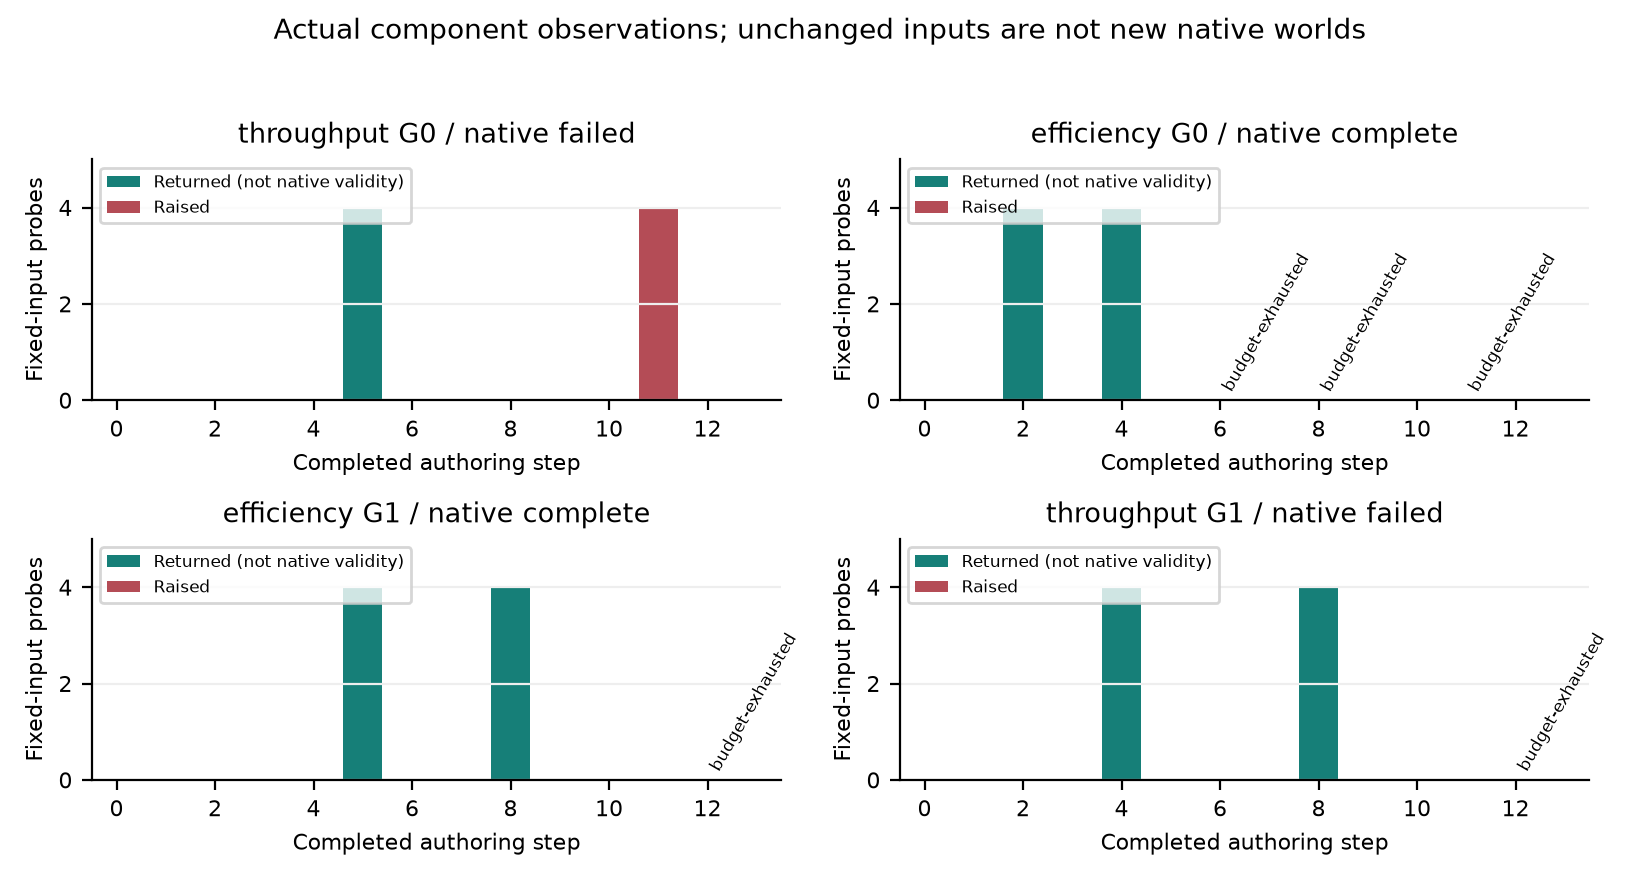 Actual component observations; unchanged inputs are not new native worlds
throughput G0 / native failed
Returned (not native validity)
Raised
Fixed-input probes
4
2
0
0 2 4 6 8 10 12
Completed authoring step
efficiency G0 / native complete
Returned (not native validity)
Raised
Fixed-input probes
4
2
0
budget-exhausted
budget-exhausted
budget-exhausted
0 2 4 6 8 10 12
Completed authoring step
efficiency G1 / native complete
Returned (not native validity)
Raised
Fixed-input probes
4
2
0
budget-exhausted
0 2 4 6 8 10 12
Completed authoring step
throughput G1 / native failed
Returned (not native validity)
Raised
Fixed-input probes
4
2
0
budget-exhausted
0 2 4 6 8 10 12
Completed authoring step